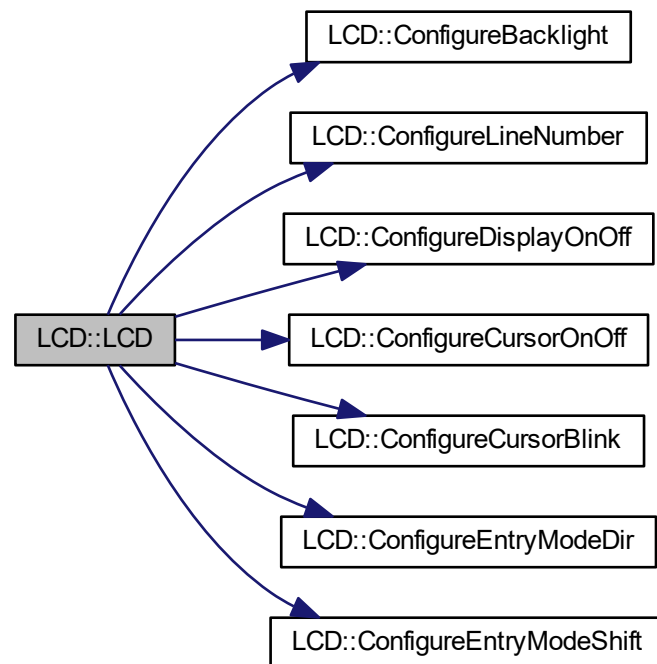 LCD::ConfigureBacklight
LCD::ConfigureLineNumber
LCD::ConfigureDisplayOnOff
LCD::LCD
LCD::ConfigureCursorOnOff
LCD::ConfigureCursorBlink
LCD::ConfigureEntryModeDir
LCD::ConfigureEntryModeShift